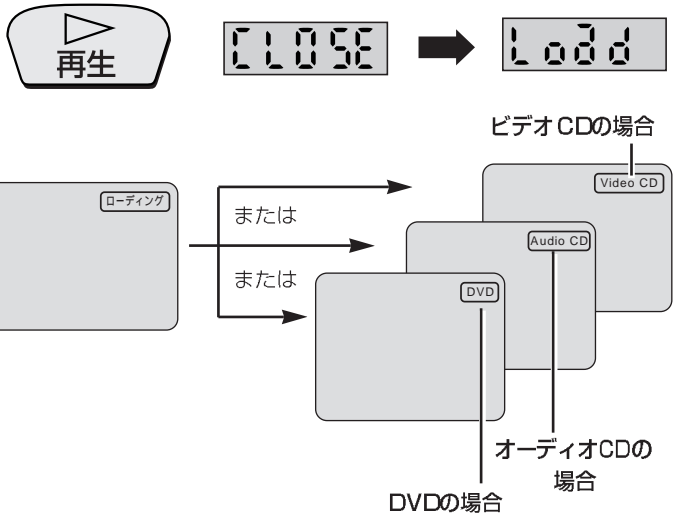 再生
CLOSE
Load
ビデオCDの場合
Video CD
ローディング
または
Audio CD
または
DVD
オーディオCDの
場合
DVDの場合